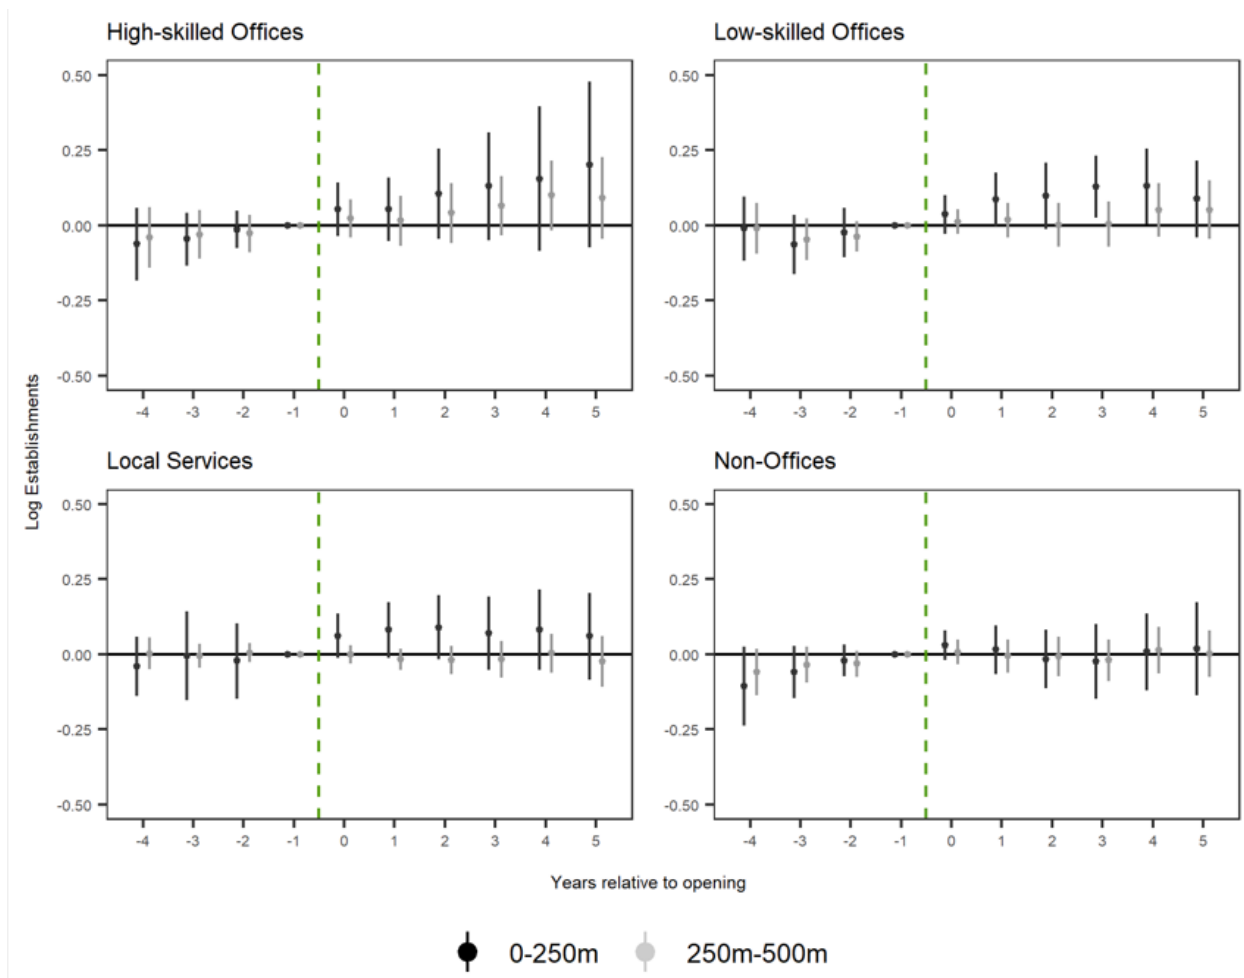 High-skilled Offices
0.50
0.25
0.00
-0.25
-0.50
-4 -3 -2 -1 0 1 2 3 4 5
Low-skilled Offices
0.50
0.25
0.00
-0.25
-0.50
-4 -3 -2 -1 0 1 2 3 4 5
Log Establishments
Local Services
0.50
0.25
0.00
-0.25
-0.50
-4 -3 -2 -1 0 1 2 3 4 5
Non-Offices
0.50
0.25
0.00
-0.25
-0.50
-4 -3 -2 -1 0 1 2 3 4 5
Years relative to opening
0-250m 250m-500m